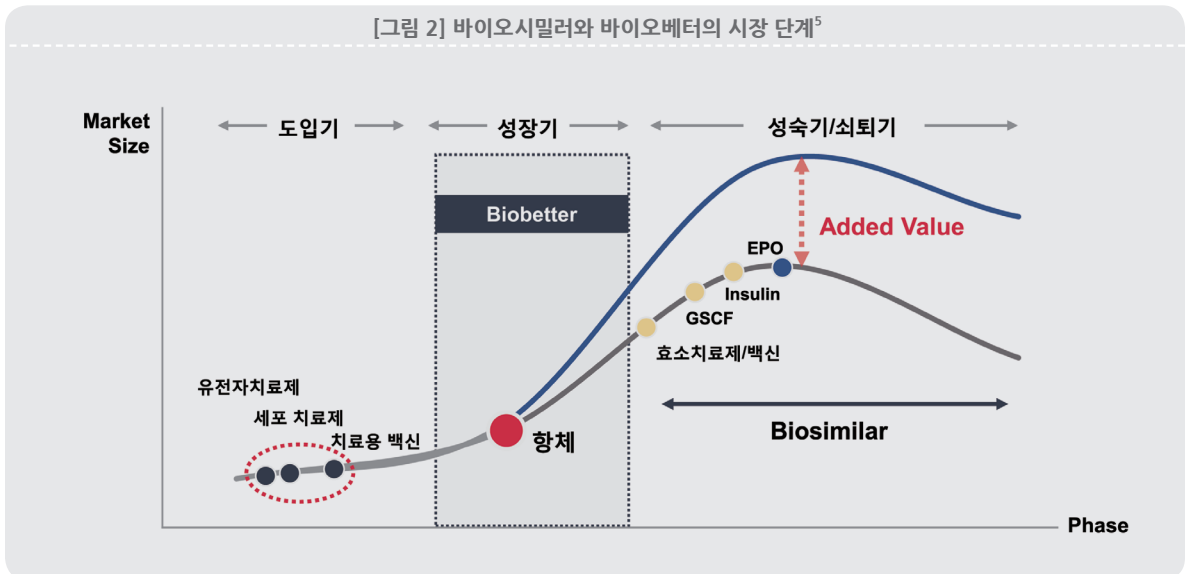 [그림 2] 바이오시밀러와 바이오베터의 시장 단계5
Market
Size
도입기
성장기
성숙기/쇠퇴기
Biobetter
Added Value
EPO
Insulin
GSCF
효소치료제/백신
유전자치료제
세포 치료제
치료용 백신
항체
Biosimilar
Phase